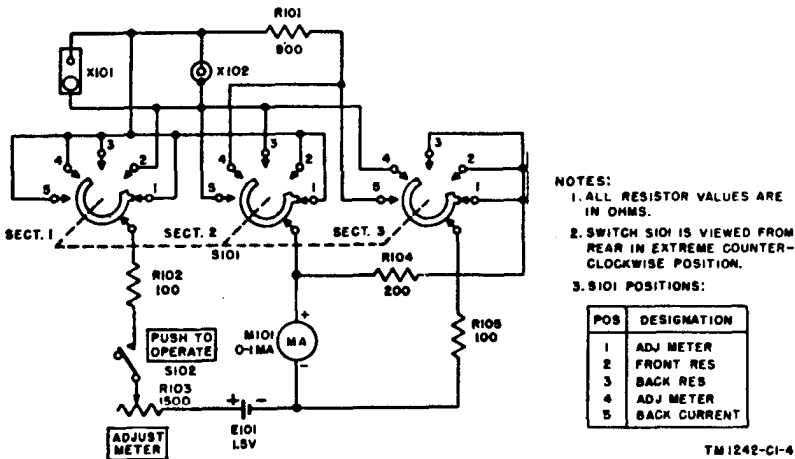 R101
900
X101
X102
3
4
2
5
1
3
4
2
5
1
3
4
2
5
1
SECT. 1
SECT. 2
SECT. 3
S101
R102
100
R104
200
R105
100
PUSH TO
OPERATE
S102
M101
0-1MA
+
MA
-
R103
1500
+
-
E101
1.5V
ADJUST
METER
NOTES:
1. ALL RESISTOR VALUES ARE
IN OHMS.
2. SWITCH S101 IS VIEWED FROM
REAR IN EXTREME COUNTER-
CLOCKWISE POSITION.
3. S101 POSITIONS:
POS DESIGNATION
1 ADJ METER
2 FRONT RES
3 BACK RES
4 ADJ METER
5 BACK CURRENT
TM1242-C1-4